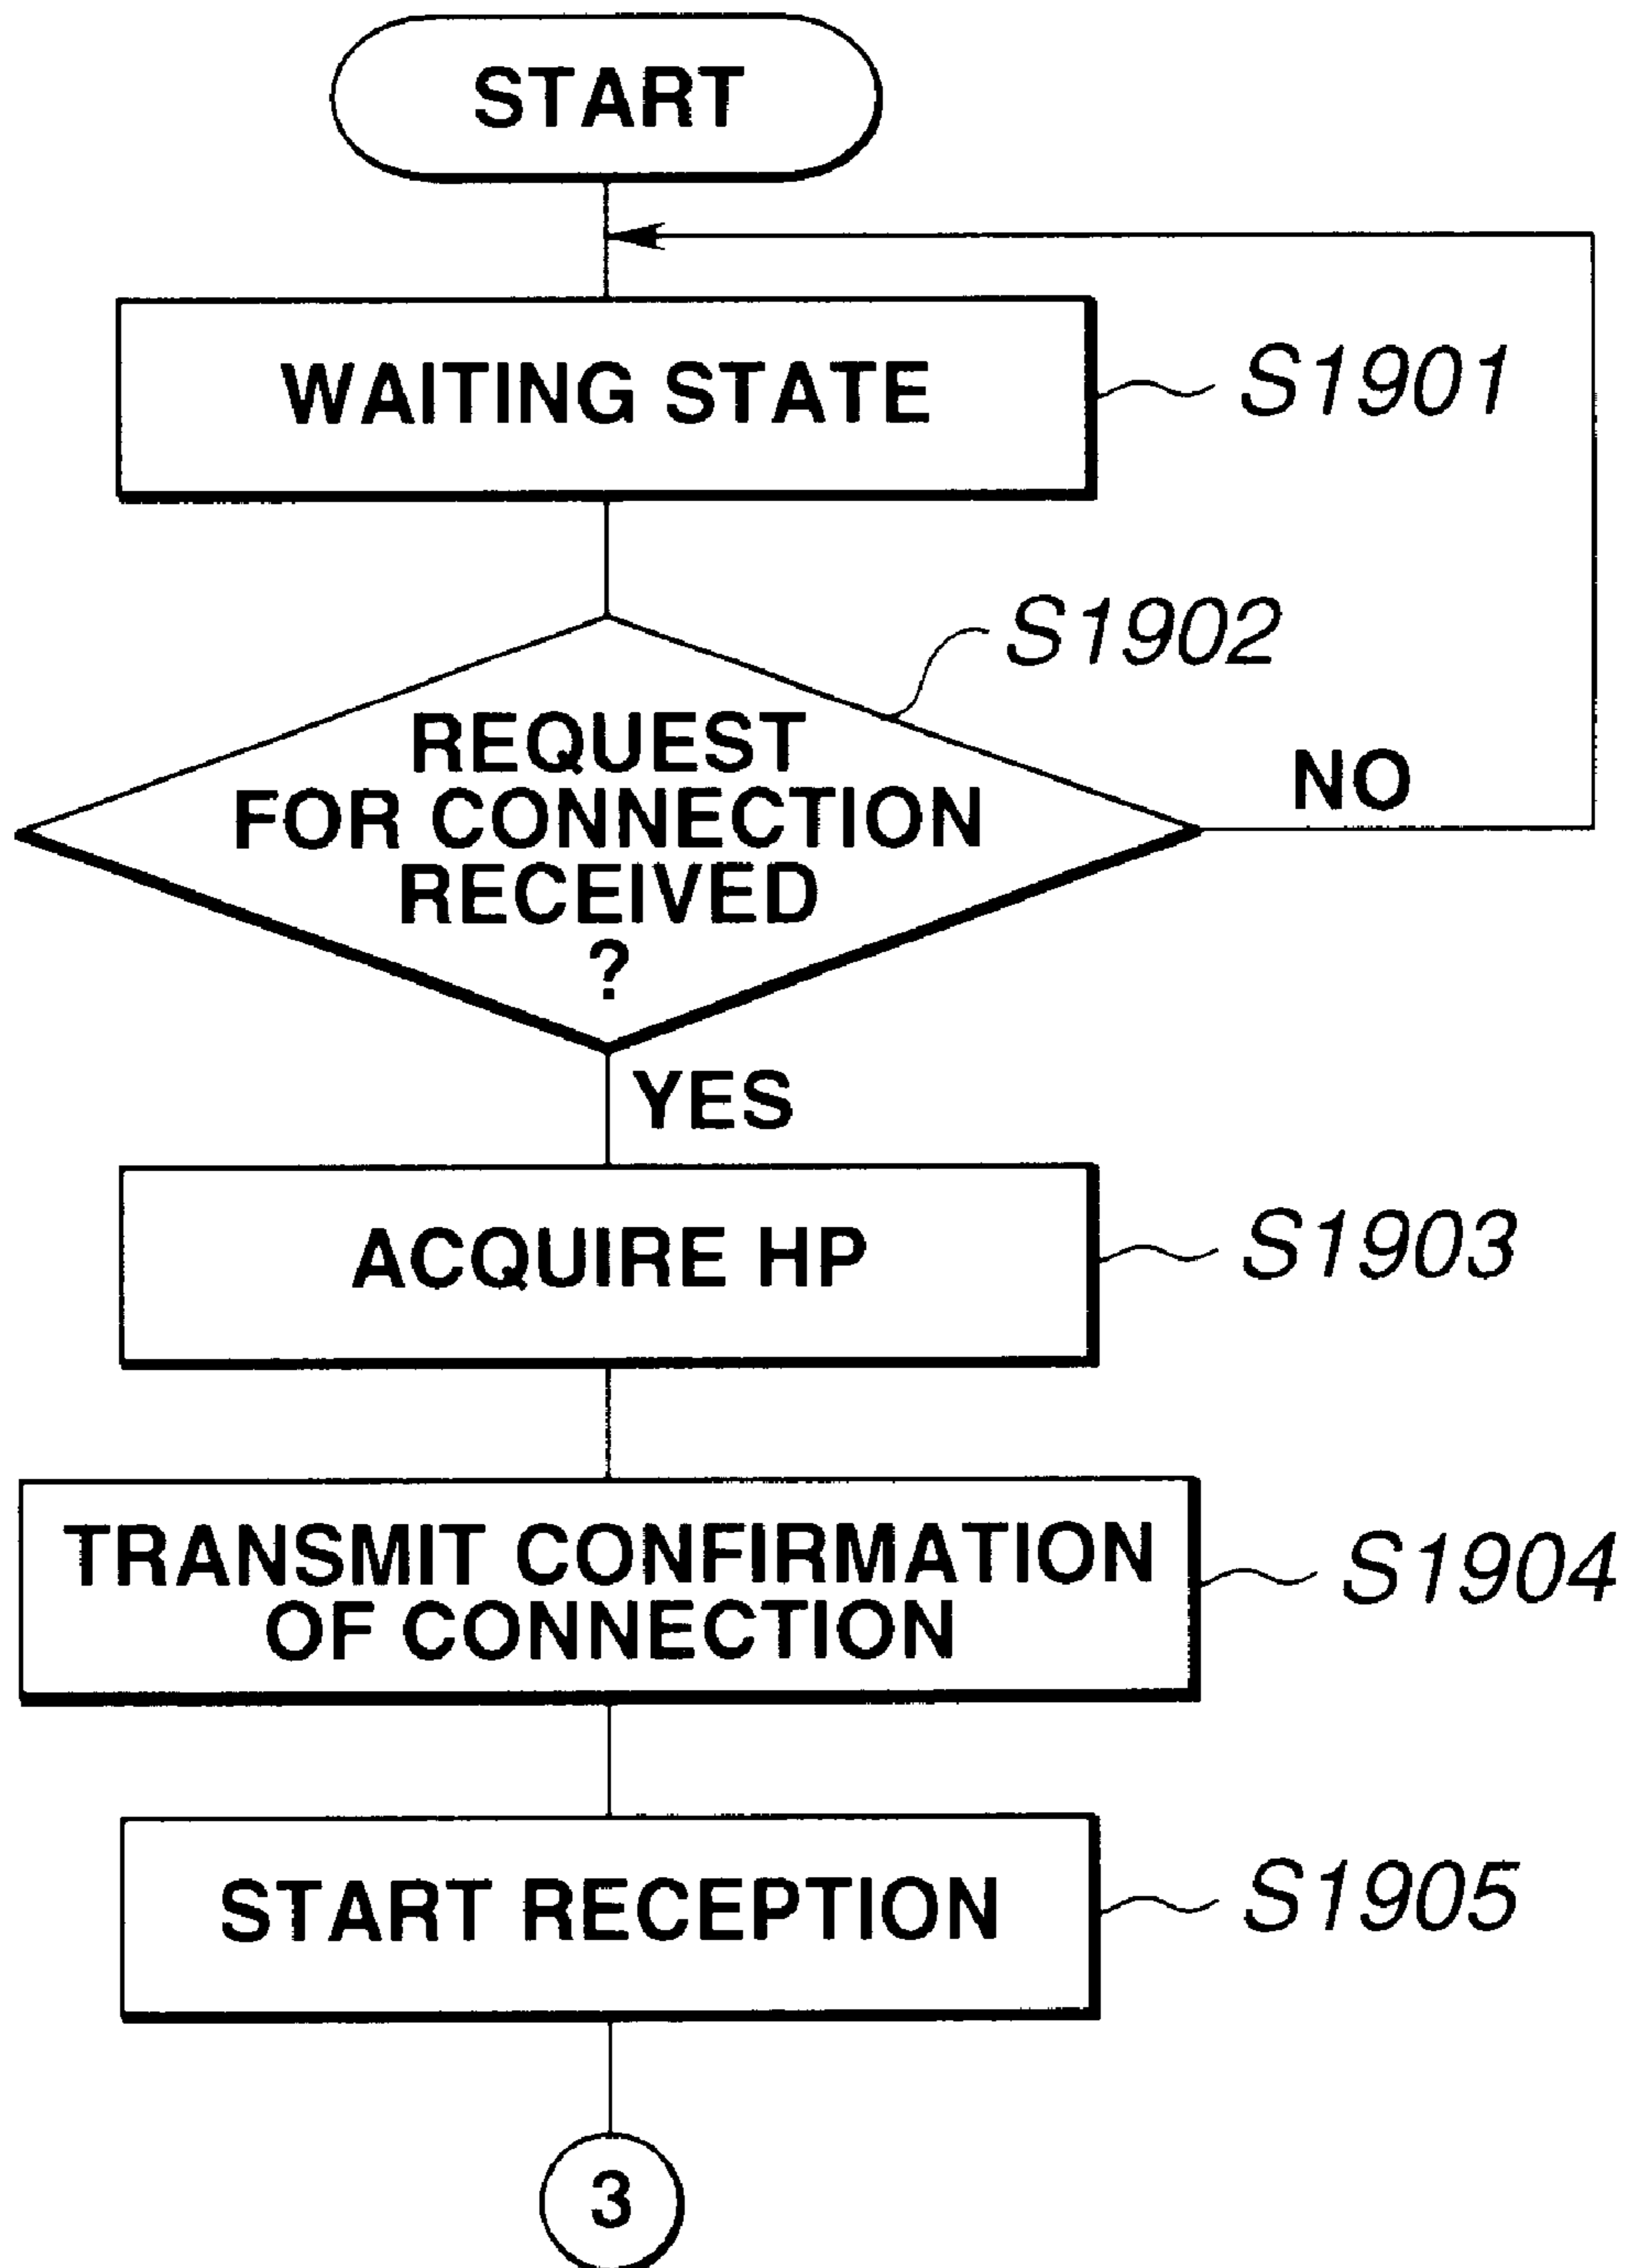 START
WAITING STATE
S1901
S1902
REQUEST
FOR CONNECTION
RECEIVED
?
NO
YES
ACQUIRE HP
S1903
TRANSMIT CONFIRMATION
OF CONNECTION
S1904
START RECEPTION
S1905
3